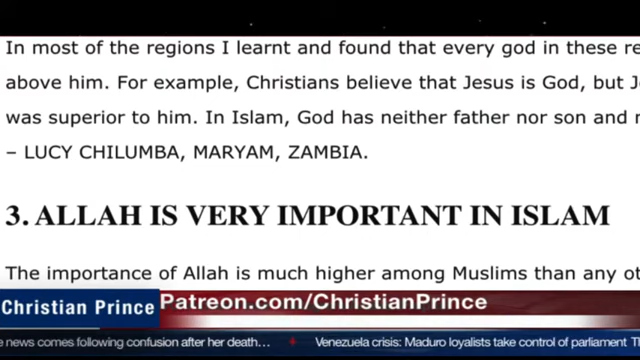 In most of the regions I learnt and found that every god in these
above him. For example, Christians believe that Jesus is God, but
was superior to him. In Islam, God has neither father nor son and
– LUCY CHILUMBA, MARYAM, ZAMBIA.
3. ALLAH IS VERY IMPORTANT IN ISLAM
The importance of Allah is much higher among Muslims than any
Christian Prince
Patreon.com/ChristianPrince
news comes following confusion after her death…
Venezuela crisis: Maduro loyalists take control of parliament